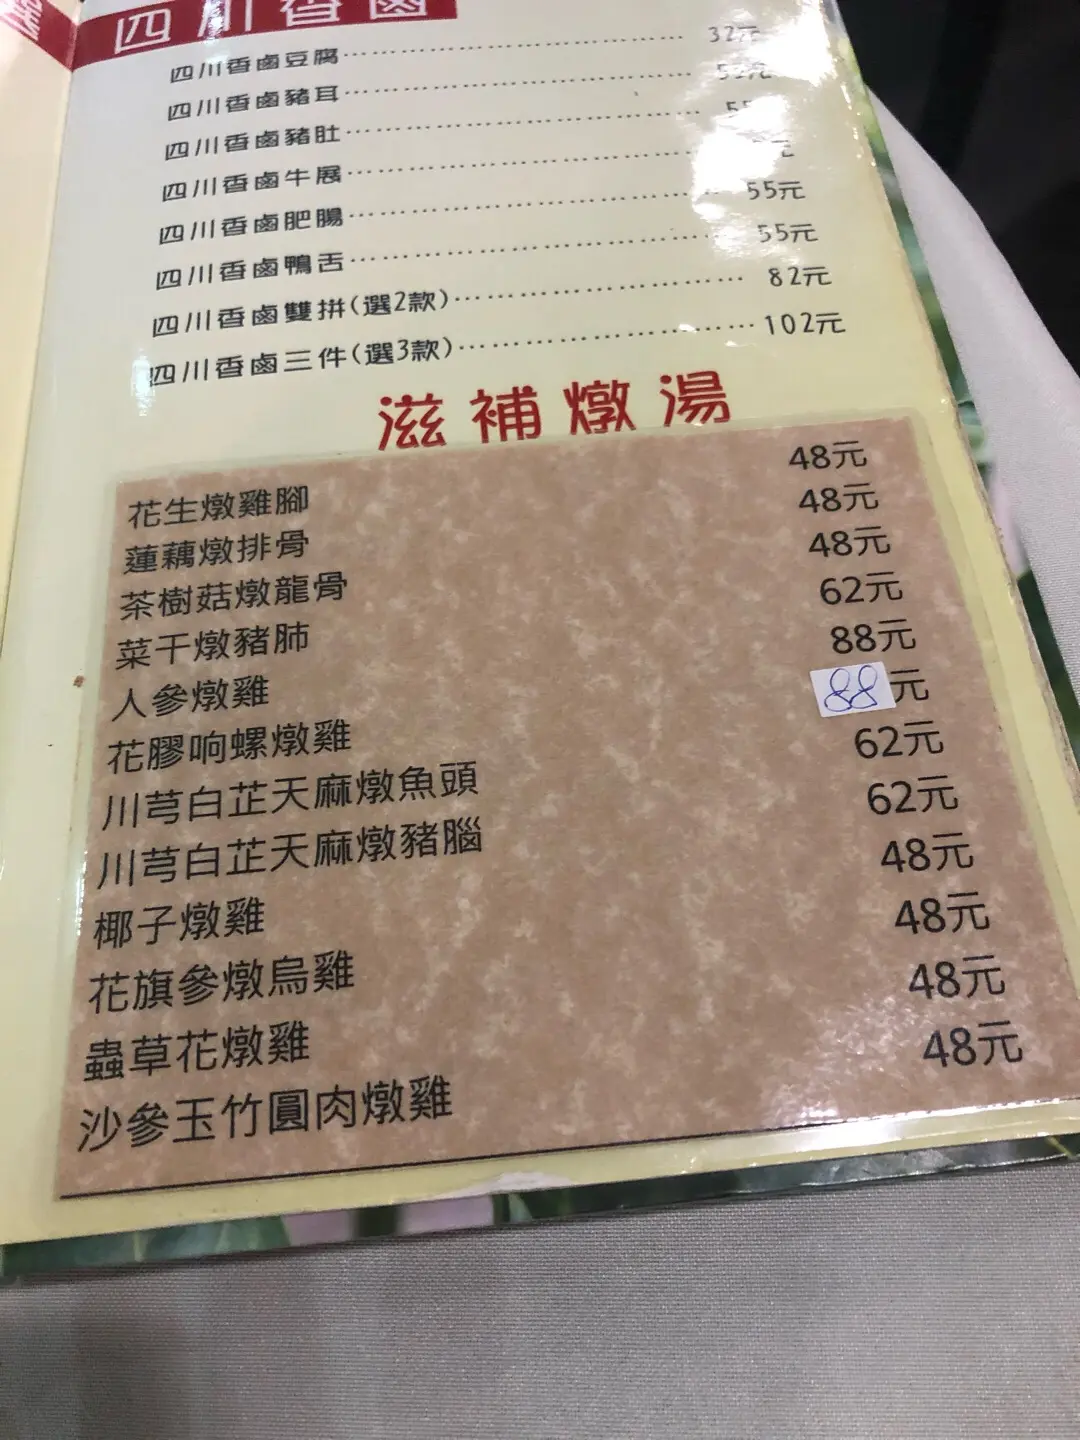 四川香鹵
四川香鹵豆腐 32元
四川香鹵豬耳 55元
四川香鹵豬肚
四川香鹵牛展 元
四川香鹵肥腸 55元
四川香鹵鴨舌 55元
四川香鹵雙拼(選2款) 82元
四川香鹵三件(選3款) 102元
滋補燉湯
花生燉雞腳 48元
蓮藕燉排骨 48元
茶樹菇燉龍骨 48元
菜干燉豬肺 62元
人參燉雞 88元
花膠响螺燉雞 88元
川芎白芷天麻燉魚頭 62元
川芎白芷天麻燉豬腦 62元
椰子燉雞 48元
花旗參燉烏雞 48元
蟲草花燉雞 48元
沙參玉竹圓肉燉雞 48元